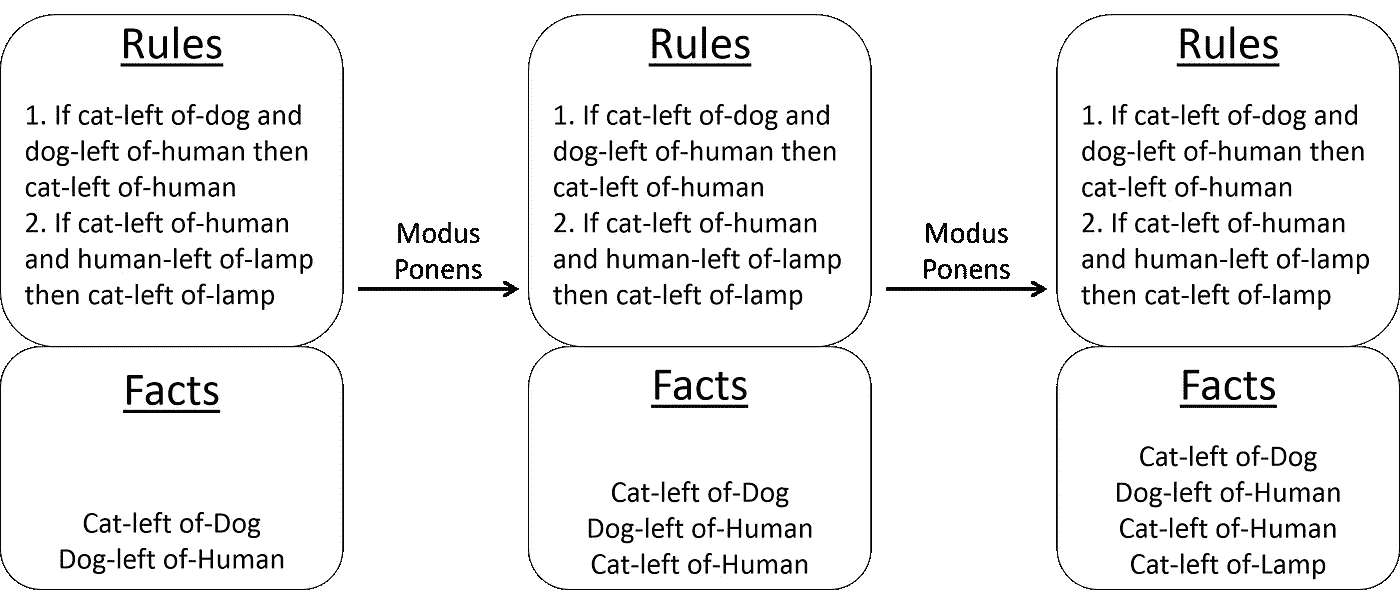 Rules
1. If cat-left of-dog and
dog-left of-human then
cat-left of-human
2. If cat-left of-human
and human-left of-lamp
then cat-left of-lamp
Facts
Cat-left of-Dog
Dog-left of-Human
Modus
Ponens
Rules
1. If cat-left of-dog and
dog-left of-human then
cat-left of-human
2. If cat-left of-human
and human-left of-lamp
then cat-left of-lamp
Facts
Cat-left of-Dog
Dog-left of-Human
Cat-left of-Human
Modus
Ponens
Rules
1. If cat-left of-dog and
dog-left of-human then
cat-left of-human
2. If cat-left of-human
and human-left of-lamp
then cat-left of-lamp
Facts
Cat-left of-Dog
Dog-left of-Human
Cat-left of-Human
Cat-left of-Lamp